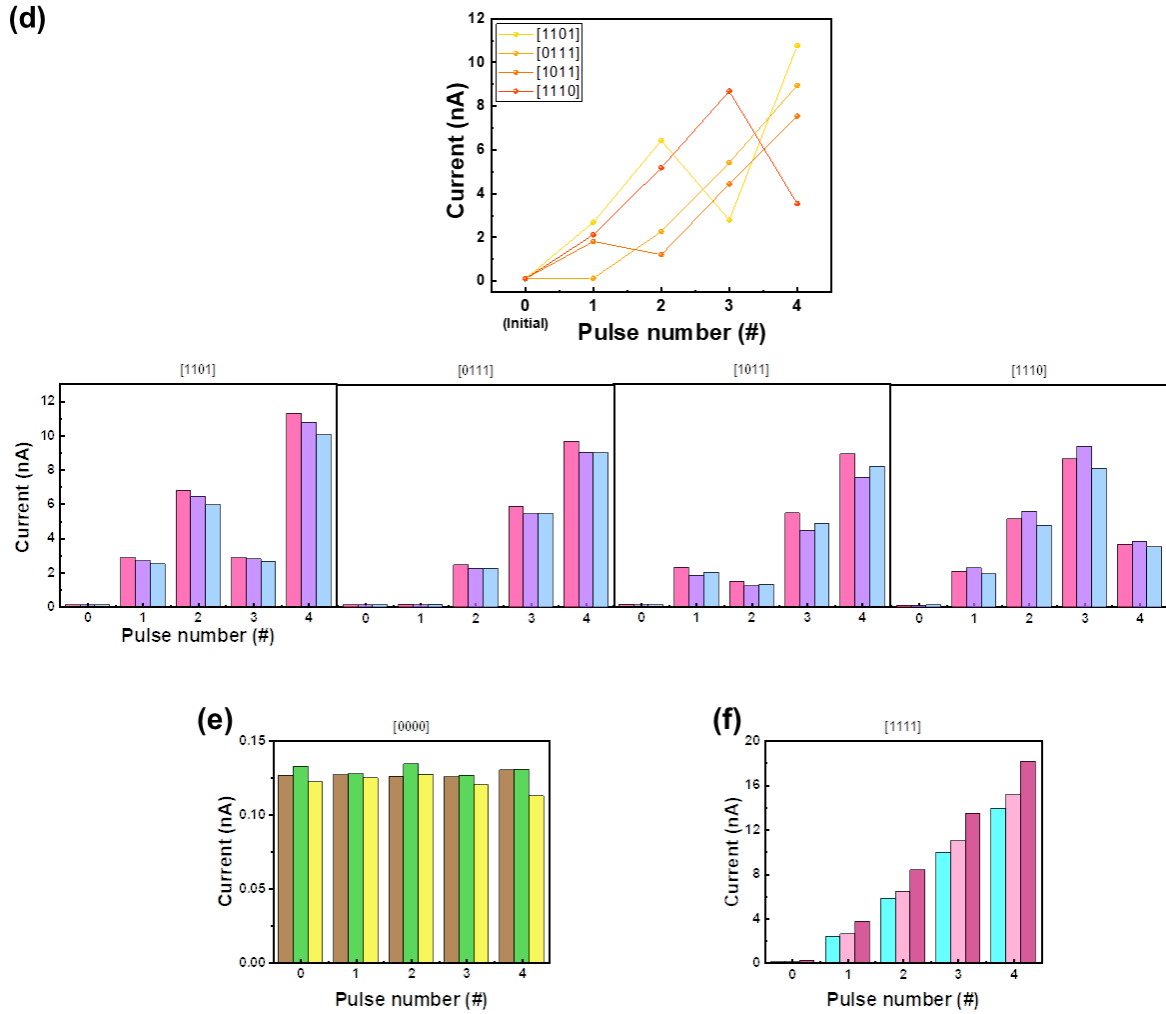 (d)
12
10
8
6
4
2
0
Current (nA)
[1101]
[0111]
[1011]
[1110]
0 1 2 3 4
(Initial)
Pulse number (#)
[1101] [0111] [1011] [1110]
12
10
8
6
4
2
0
Current (nA)
0 1 2 3 4 0 1 2 3 4 0 1 2 3 4 0 1 2 3 4
Pulse number (#)
(e)
[0000]
0.15
0.10
0.05
0.00
Current (nA)
0 1 2 3 4
Pulse number (#)
(f)
[1111]
20
16
12
8
4
0
Current (nA)
0 1 2 3 4
Pulse number (#)